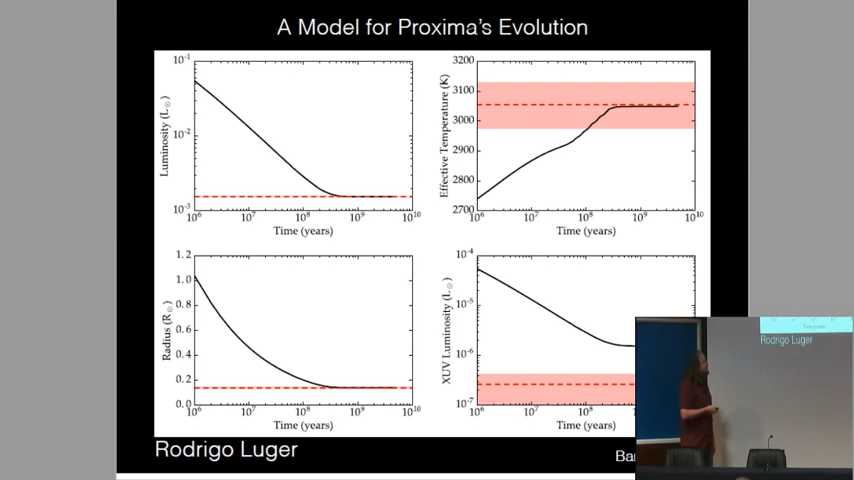 A Model for Proxima's Evolution
10⁻¹
10⁻²
10⁻³
Luminosity (L☉)
10⁶ 10⁷ 10⁸ 10⁹ 10¹⁰
Time (years)
3200
3100
3000
2900
2800
2700
Effective Temperature (K)
10⁶ 10⁷ 10⁸ 10⁹ 10¹⁰
Time (years)
1.2
1.0
0.8
0.6
0.4
0.2
0.0
Radius (R☉)
10⁶ 10⁷ 10⁸ 10⁹ 10¹⁰
Time (years)
10⁻⁴
10⁻⁵
10⁻⁶
10⁻⁷
XUV Luminosity (L☉)
10⁶ 10⁷ 10⁸
Time (years)
Rodrigo Luger
Bar
Rodrigo Luger